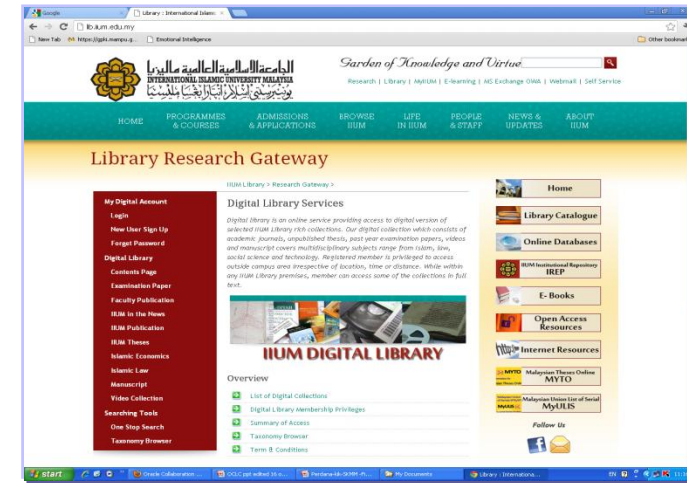 Google
Library : International Islamic
lib.iium.edu.my
New Tab
Emotional Intelligence
Other bookmarks
الجامعة الإسلامية العالمية ماليزيا
INTERNATIONAL ISLAMIC UNIVERSITY MALAYSIA
Garden of Knowledge and Virtue
Research | Library | MyIIUM | E-learning | MS Exchange OWA | Webmail | Self Service
HOME
PROGRAMMES & COURSES
ADMISSIONS & APPLICATIONS
BROWSE IIUM
LIFE IN IIUM
PEOPLE & STAFF
NEWS & UPDATES
ABOUT IIUM
Library Research Gateway
My Digital Account
Login
New User Sign Up
Forget Password
Digital Library
Contents Page
Examination Paper
Faculty Publication
IIUM in the News
IIUM Publication
IIUM Theses
Islamic Economics
Islamic Law
Manuscript
Video Collection
Searching Tools
One Stop Search
Taxonomy Browser
IIUM Library > Research Gateway >
Digital Library Services
Digital Library is an online service providing access to digital version of
selected IIUM Library rich collections. Our digital collection which consists of
academic journals, unpublished thesis, past year examination papers, videos
and manuscript covers multidisciplinary subjects range from islam, law,
social science and technology. Registered member is privileged to access
outside campus area irrespective of location, time or distance. While within
any IIUM Library premises, member can access some of the collections in full
text.
IIUM DIGITAL LIBRARY
Overview
List of Digital Collections
Digital Library Membership Privileges
Summary of Access
Taxonomy Browser
Term & Conditions
Home
Library Catalogue
Online Databases
IIUM Institutional Repository
IREP
E- Books
Open Access
Resources
http:// Internet Resources
MYTO
Malaysian Theses Online
MYTO
Malaysian Union List of Serial
MyULIS
Follow Us
start
Oracle Collaboration ...
My Documents
Library : Internationa...
EN